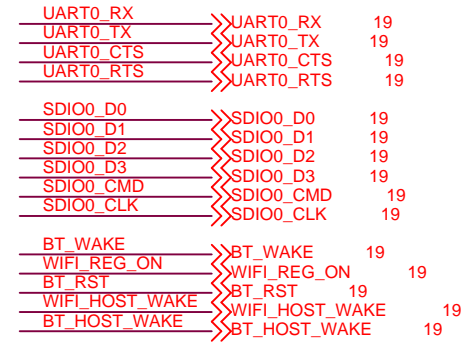 UART0_RX UART0_RX 19
UART0_TX UART0_TX 19
UART0_CTS UART0_CTS 19
UART0_RTS UART0_RTS 19
SDIO0_D0 SDIO0_D0 19
SDIO0_D1 SDIO0_D1 19
SDIO0_D2 SDIO0_D2 19
SDIO0_D3 SDIO0_D3 19
SDIO0_CMD SDIO0_CMD 19
SDIO0_CLK SDIO0_CLK 19
BT_WAKE BT_WAKE 19
WIFI_REG_ON WIFI_REG_ON 19
BT_RST BT_RST 19
WIFI_HOST_WAKE WIFI_HOST_WAKE 19
BT_HOST_WAKE BT_HOST_WAKE 19